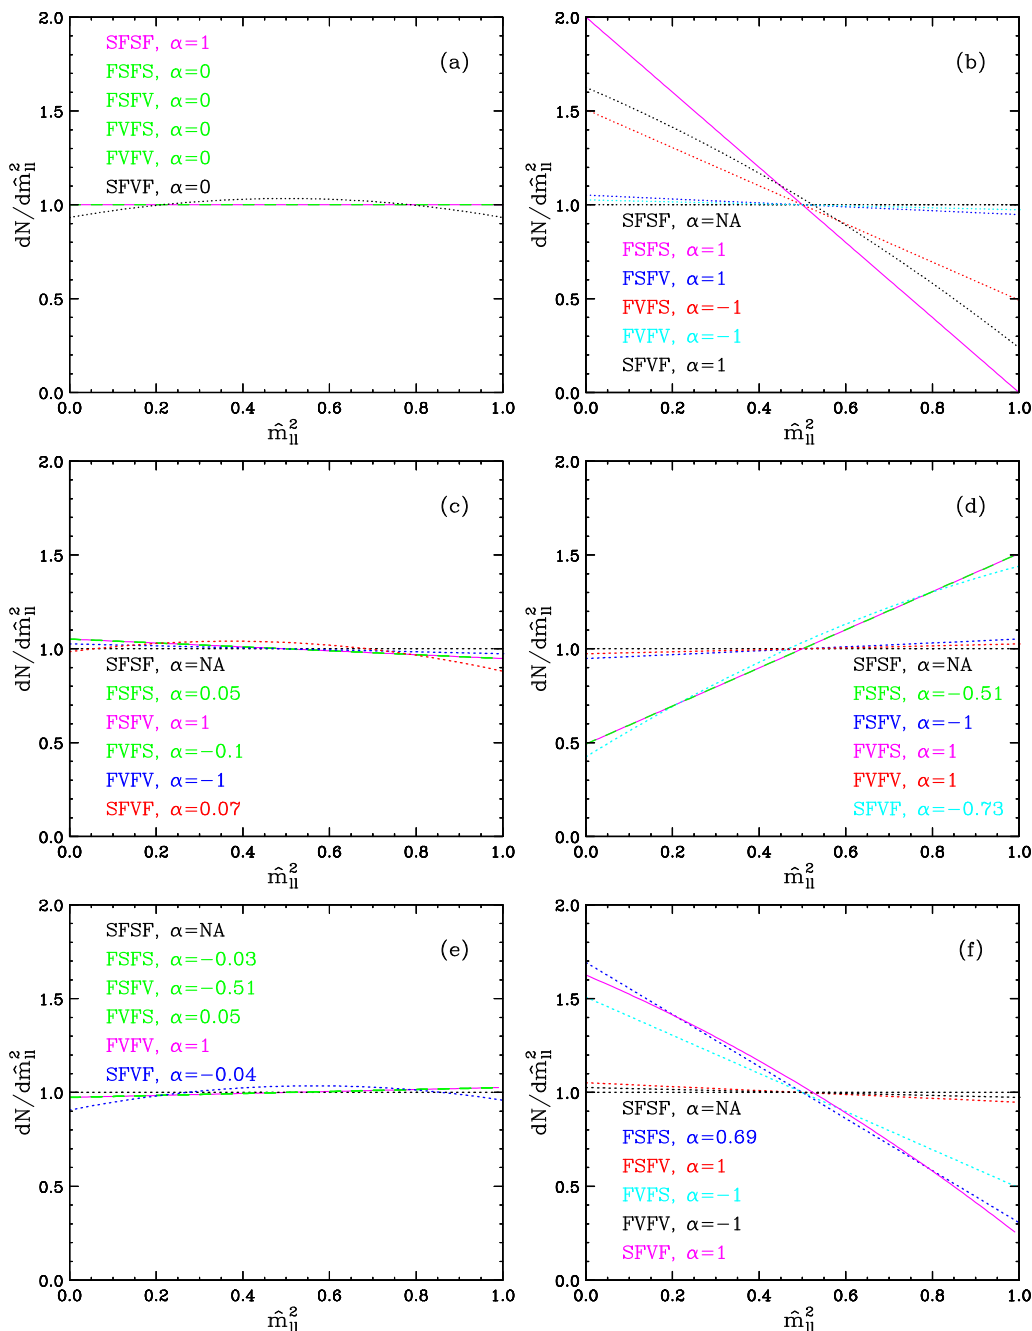 2.0
1.5
1.0
0.5
0.0
0.0 0.2 0.4 0.6 0.8 1.0
dN/dm̂²ll
m̂²ll
(a)
SFSF, α=1
FSFS, α=0
FSFV, α=0
FVFS, α=0
FVFV, α=0
SFVF, α=0
2.0
1.5
1.0
0.5
0.0
0.0 0.2 0.4 0.6 0.8 1.0
dN/dm̂²ll
m̂²ll
(b)
SFSF, α=NA
FSFS, α=1
FSFV, α=1
FVFS, α=−1
FVFV, α=−1
SFVF, α=1
2.0
1.5
1.0
0.5
0.0
0.0 0.2 0.4 0.6 0.8 1.0
dN/dm̂²ll
m̂²ll
(c)
SFSF, α=NA
FSFS, α=0.05
FSFV, α=1
FVFS, α=−0.1
FVFV, α=−1
SFVF, α=0.07
2.0
1.5
1.0
0.5
0.0
0.0 0.2 0.4 0.6 0.8 1.0
dN/dm̂²ll
m̂²ll
(d)
SFSF, α=NA
FSFS, α=−0.51
FSFV, α=−1
FVFS, α=1
FVFV, α=1
SFVF, α=−0.73
2.0
1.5
1.0
0.5
0.0
0.0 0.2 0.4 0.6 0.8 1.0
dN/dm̂²ll
m̂²ll
(e)
SFSF, α=NA
FSFS, α=−0.03
FSFV, α=−0.51
FVFS, α=0.05
FVFV, α=1
SFVF, α=−0.04
2.0
1.5
1.0
0.5
0.0
0.0 0.2 0.4 0.6 0.8 1.0
dN/dm̂²ll
m̂²ll
(f)
SFSF, α=NA
FSFS, α=0.69
FSFV, α=1
FVFS, α=−1
FVFV, α=−1
SFVF, α=1